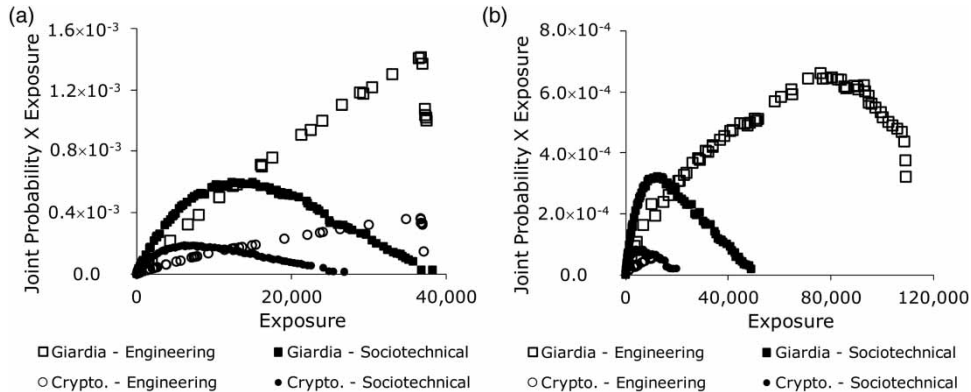 (a)
Joint Probability X Exposure
1.6×10⁻³
1.2×10⁻³
0.8×10⁻³
0.4×10⁻³
0.0
0
20,000
40,000
Exposure
□ Giardia - Engineering
■ Giardia - Sociotechnical
○ Crypto. - Engineering
● Crypto. - Sociotechnical
(b)
Joint Probability X Exposure
8.0×10⁻⁴
6.0×10⁻⁴
4.0×10⁻⁴
2.0×10⁻⁴
0.0
0
40,000
80,000
120,000
Exposure
□ Giardia - Engineering
■ Giardia - Sociotechnical
○ Crypto. - Engineering
● Crypto. - Sociotechnical